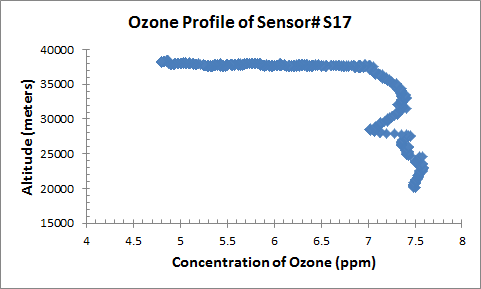 Ozone Profile of Sensor# S17
40000
35000
30000
25000
20000
15000
Altitude (meters)
4 4.5 5 5.5 6 6.5 7 7.5 8
Concentration of Ozone (ppm)